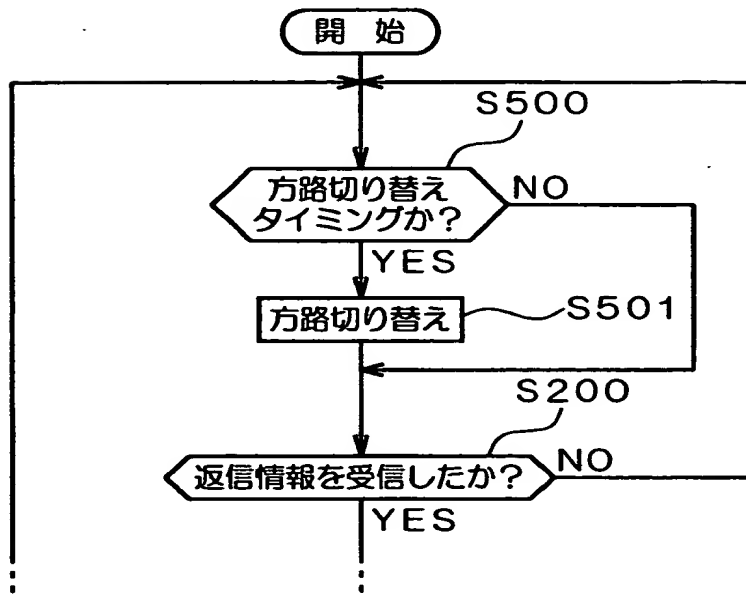 開 始
S500
方路切り替え
タイミングか?
NO
YES
方路切り替え
S501
S200
返信情報を受信したか?
NO
YES